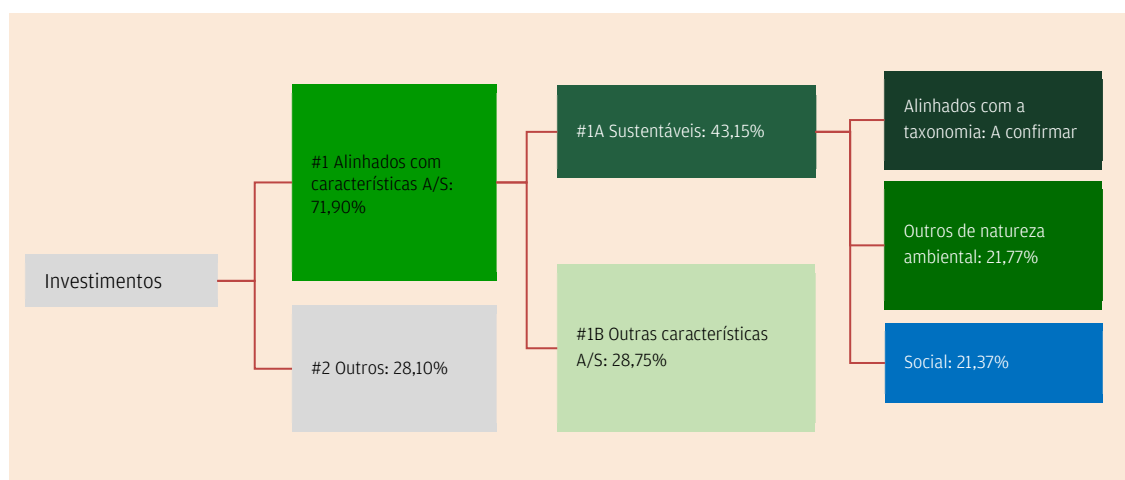 Investimentos
#1 Alinhados com
características A/S:
71,90%
#2 Outros: 28,10%
#1A Sustentáveis: 43,15%
#1B Outras características
A/S: 28,75%
Alinhados com a
taxonomia: A confirmar
Outros de natureza
ambiental: 21,77%
Social: 21,37%